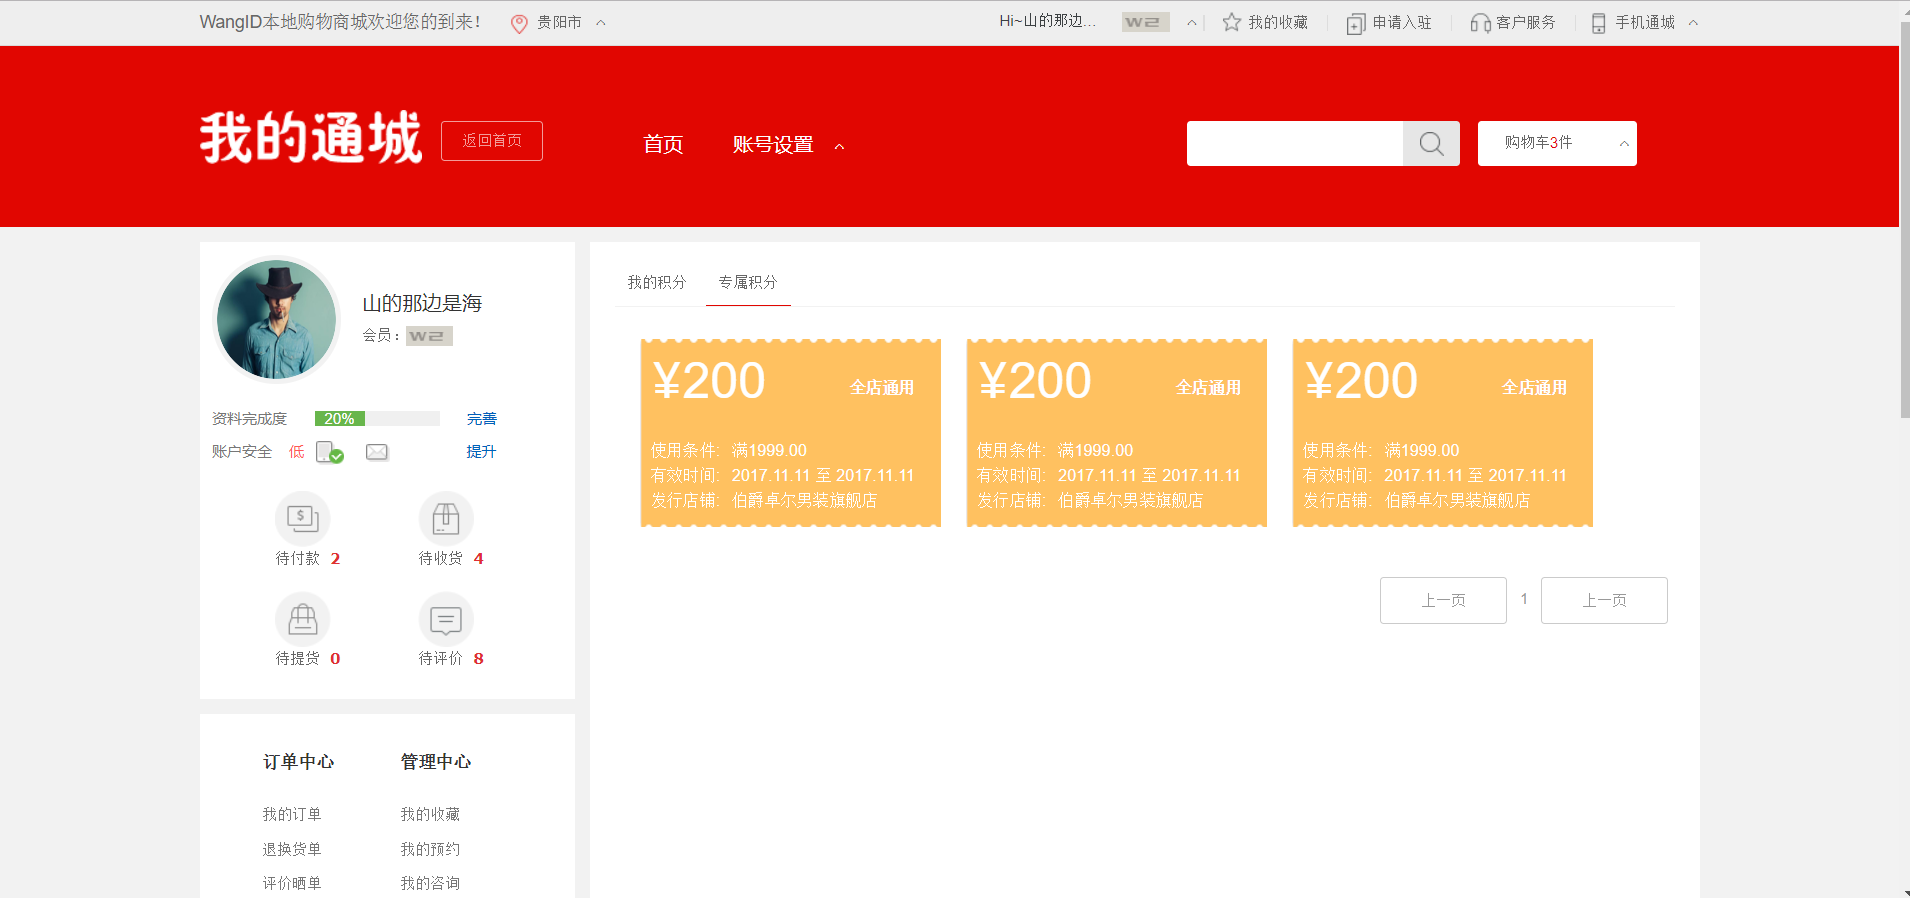 WangID本地购物商城欢迎您的到来！ 贵阳市 Hi~山的那边... W2 我的收藏 申请入驻 客户服务 手机通城
我的通城 返回首页 首页 账号设置 购物车3件
山的那边是海
会员：W2
资料完成度 20% 完善
账户安全 低 提升
待付款 2 待收货 4
待提货 0 待评价 8
订单中心 管理中心
我的订单 我的收藏
退换货单 我的预约
评价晒单 我的咨询
我的积分 专属积分
¥200 全店通用
使用条件: 满1999.00
有效时间: 2017.11.11 至 2017.11.11
发行店铺: 伯爵卓尔男装旗舰店
¥200 全店通用
使用条件: 满1999.00
有效时间: 2017.11.11 至 2017.11.11
发行店铺: 伯爵卓尔男装旗舰店
¥200 全店通用
使用条件: 满1999.00
有效时间: 2017.11.11 至 2017.11.11
发行店铺: 伯爵卓尔男装旗舰店
上一页 1 上一页